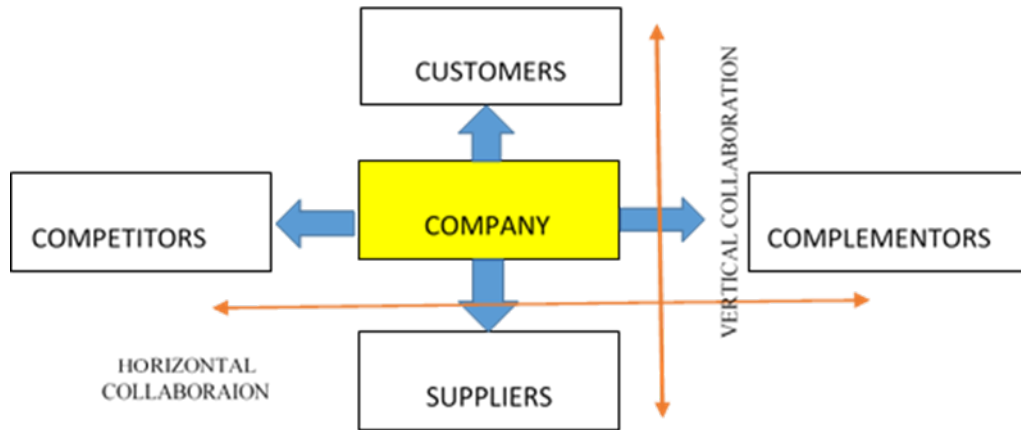 CUSTOMERS
VERTICAL COLLABORATION
COMPETITORS
COMPANY
COMPLEMENTORS
HORIZONTAL
COLLABORAION
SUPPLIERS